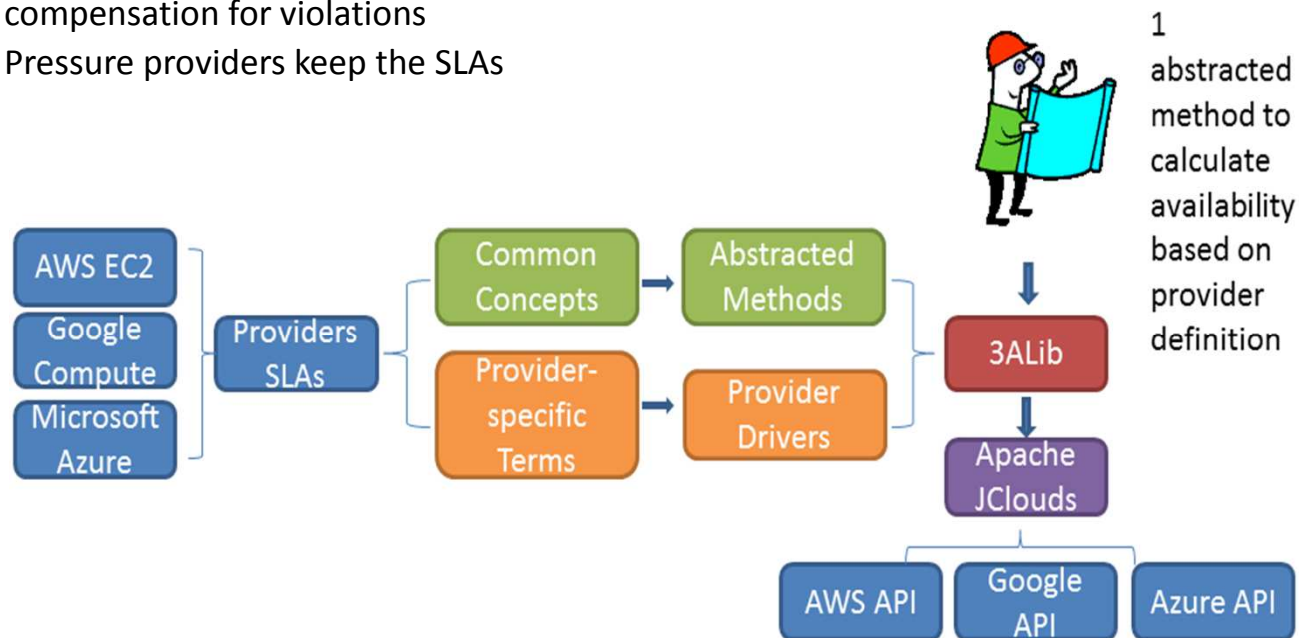 compensation for violations
Pressure providers keep the SLAs
1
abstracted
method to
calculate
availability
based on
provider
definition
AWS EC2
Google
Compute
Microsoft
Azure
Providers
SLAs
Common
Concepts
Abstracted
Methods
Provider-
specific
Terms
Provider
Drivers
3ALib
Apache
JClouds
AWS API
Google
API
Azure API